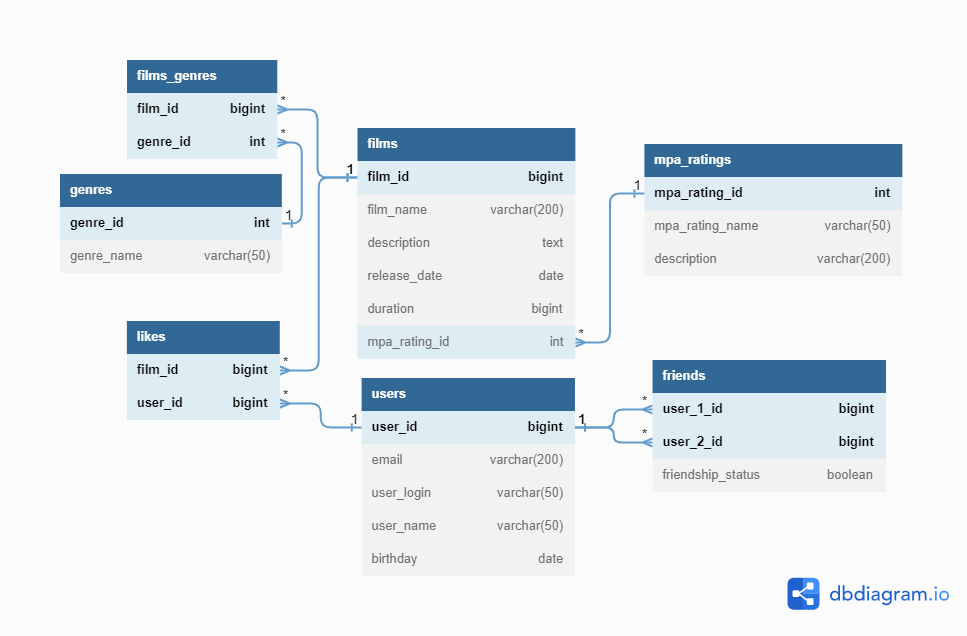 films_genres
film_id bigint *
genre_id int *
genres
genre_id int 1
genre_name varchar(50)
likes
film_id bigint *
user_id bigint *
films
1 film_id bigint
film_name varchar(200)
description text
release_date date
duration bigint
mpa_rating_id int *
users
1 user_id bigint 1
email varchar(200)
user_login varchar(50)
user_name varchar(50)
birthday date
mpa_ratings
1 mpa_rating_id int
mpa_rating_name varchar(50)
description varchar(200)
friends
* user_1_id bigint
* user_2_id bigint
friendship_status boolean
dbdiagram.io